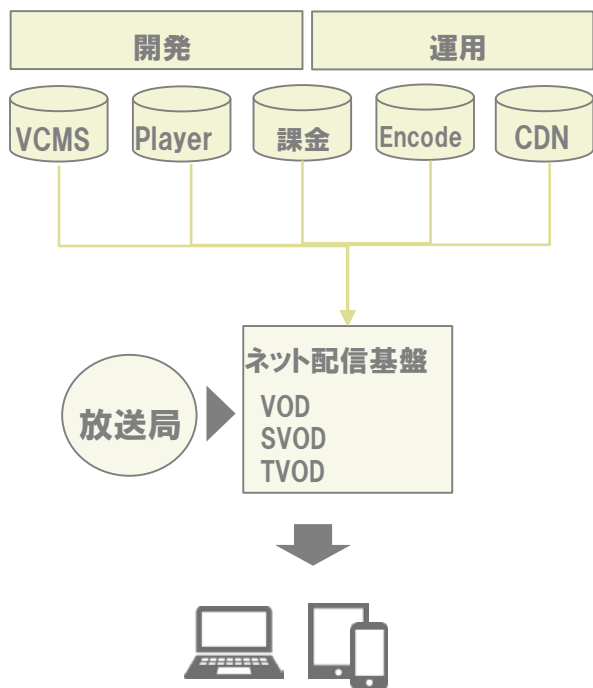 開発
運用
VCMS
Player
課金
Encode
CDN
ネット配信基盤
放送局
VOD
SVOD
TVOD